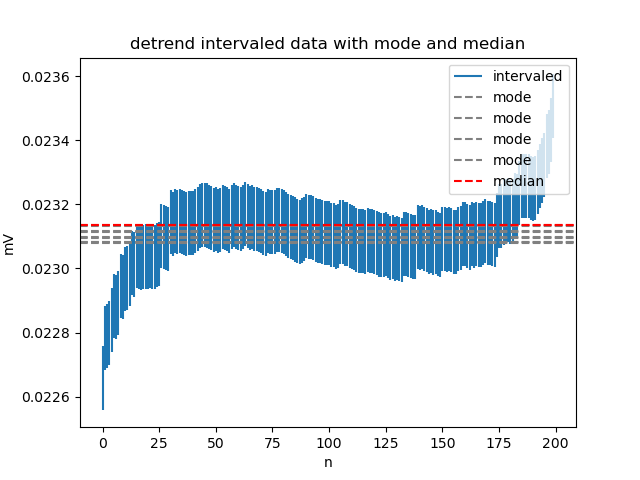 detrend intervaled data with mode and median
intervaled
mode
mode
mode
mode
median
mV
0.0236
0.0234
0.0232
0.0230
0.0228
0.0226
0 25 50 75 100 125 150 175 200
n